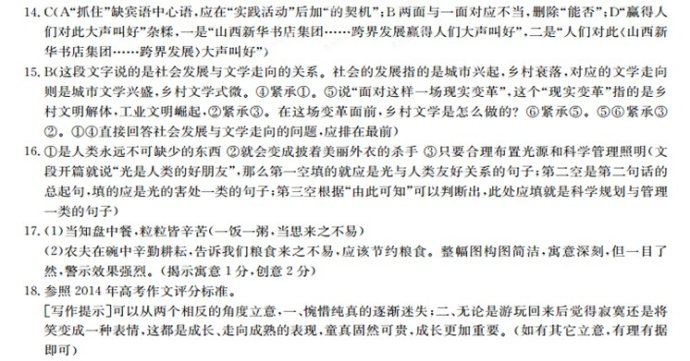 14. C(A“抓住”缺宾语中心语,应在“实践活动”后加“的契机”;B两面与一面对应不当,删除“能否”;D“赢得人
们对此大声叫好”杂糅,一是“山西新华书店集团……跨界发展赢得人们大声叫好”,二是“人们对此〈山西新
华书店集团……跨界发展〉大声叫好”)
15. B(这段文字说的是社会发展与文学走向的关系。社会的发展指的是城市兴起,乡村衰落,对应的文学走向
则是城市文学兴盛,乡村文学式微。④紧承①。⑤说“面对这样一场现实变革”,这个“现实变革”指的是乡
村文明解体,工业文明崛起,②紧承③。在这场变革面前,乡村文学是怎么做的?⑥紧承⑤。⑤⑥紧承③
②。①④直接回答社会发展与文学走向的问题,应排在最前)
16. ①是人类永远不可缺少的东西 ②就会变成披着美丽外衣的杀手 ③只要合理布置光源和科学管理照明(文
段开篇就说“光是人类的好朋友”,那么第一空填的就应是光与人类友好关系的句子;第二空是第二句话的
总起句,填的应是光的害处一类的句子;第三空根据“由此可知”可以判断出,此处应填就是科学规划与管理
一类的句子)
17. (1)当知盘中餐,粒粒皆辛苦(一饭一粥,当思来之不易)
(2)农夫在碗中辛勤耕耘,告诉我们粮食来之不易,应该节约粮食。整幅图构图简洁,寓意深刻,但一目了
然,警示效果强烈。(揭示寓意1分,创意2分)
18. 参照2014年高考作文评分标准。
[写作提示]可以从两个相反的角度立意,一、惋惜纯真的逐渐迷失;二、无论是游玩回来后觉得寂寞还是将
笑变成一种表情,这都是成长、走向成熟的表现,童真固然可贵,成长更加重要。(如有其它立意,有理有据
即可)